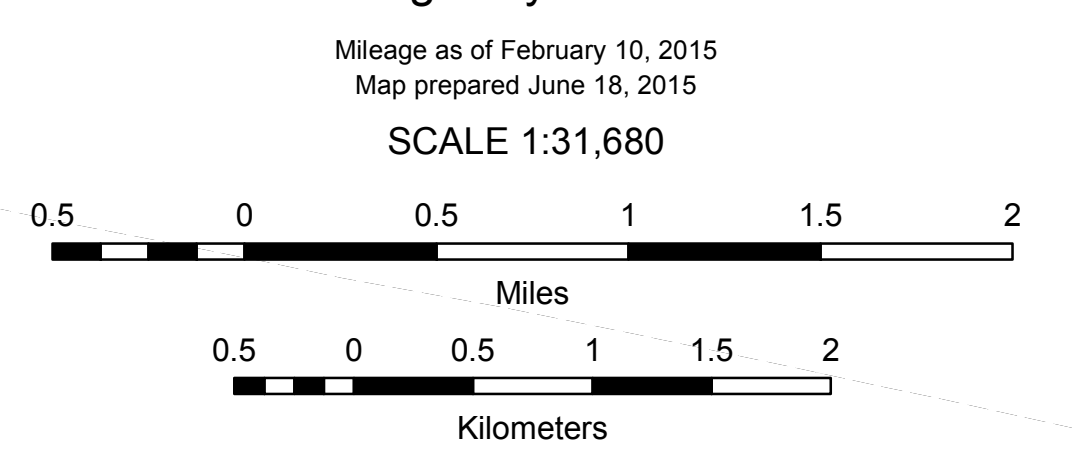 Mileage as of February 10, 2015
Map prepared June 18, 2015
SCALE 1:31,680
0.5 0 0.5 1 1.5 2
Miles
0.5 0 0.5 1 1.5 2
Kilometers